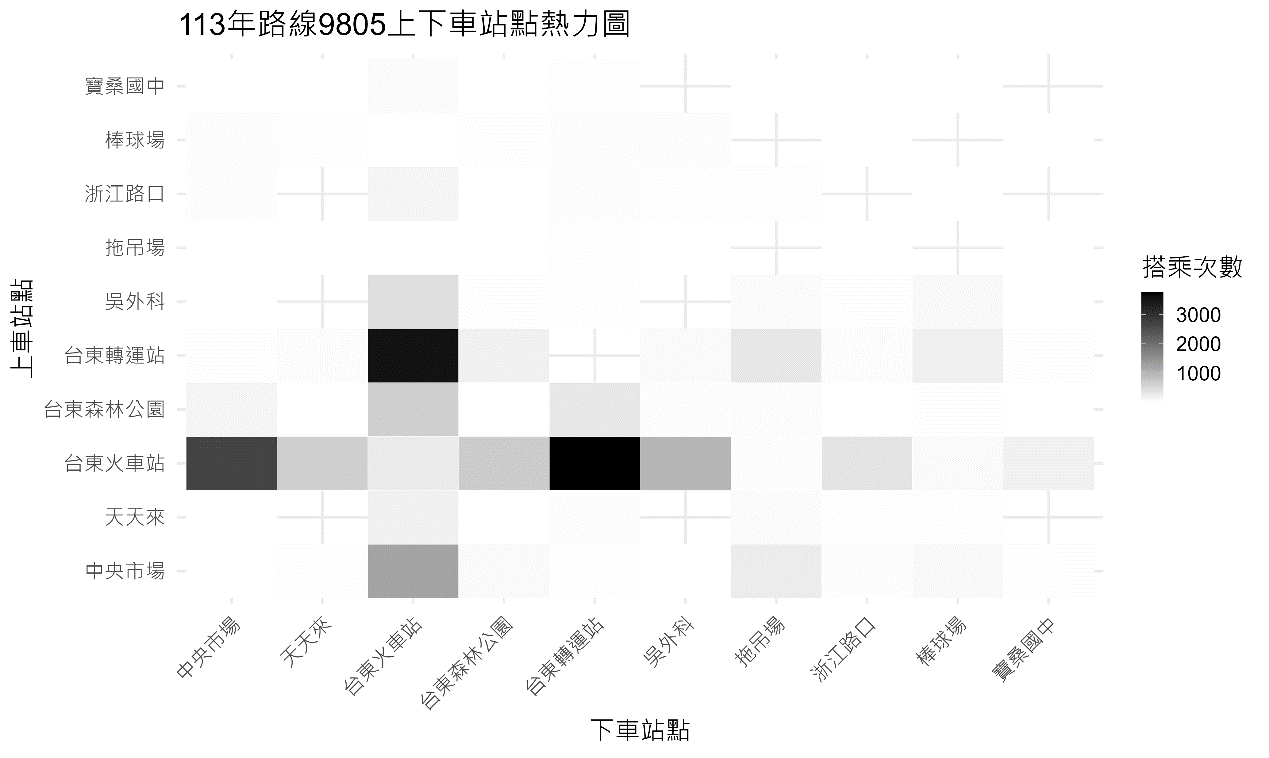 113年路線9805上下車站點熱力圖
上車站點
寶桑國中
棒球場
浙江路口
拖吊場
吳外科
台東轉運站
台東森林公園
台東火車站
天天來
中央市場
中央市場
天天來
台東火車站
台東森林公園
台東轉運站
吳外科
拖吊場
浙江路口
棒球場
寶桑國中
下車站點
搭乘次數
3000
2000
1000